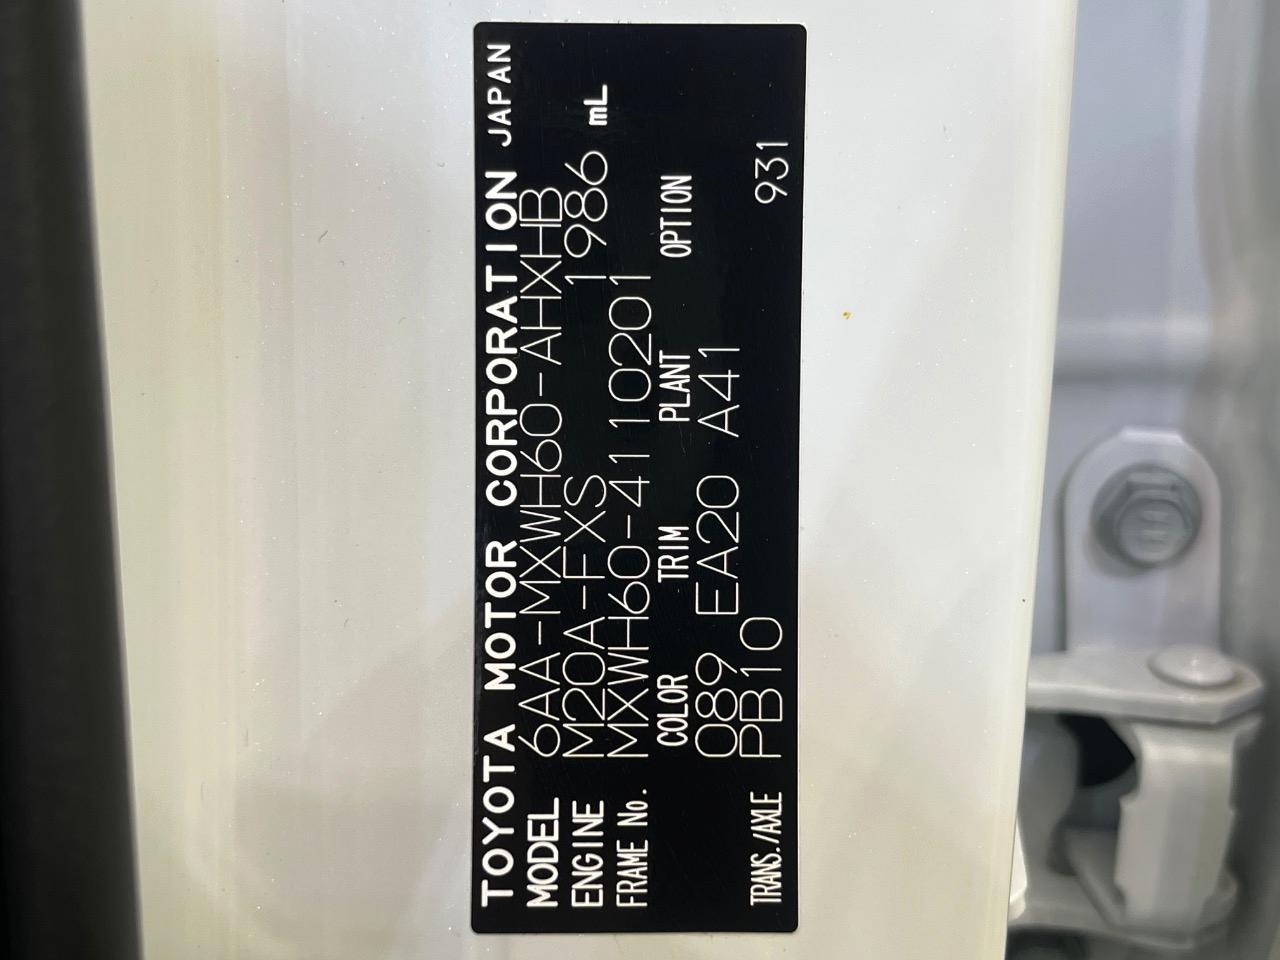 TOYOTA MOTOR CORPORATION JAPAN
MODEL 6AA-MXWH60-AHXHB
ENGINE M20A-FXS 1986 mL
FRAME No. MXWH60-4110201
COLOR TRIM PLANT OPTION
089 EA20 A41
TRANS./AXLE PB10 931